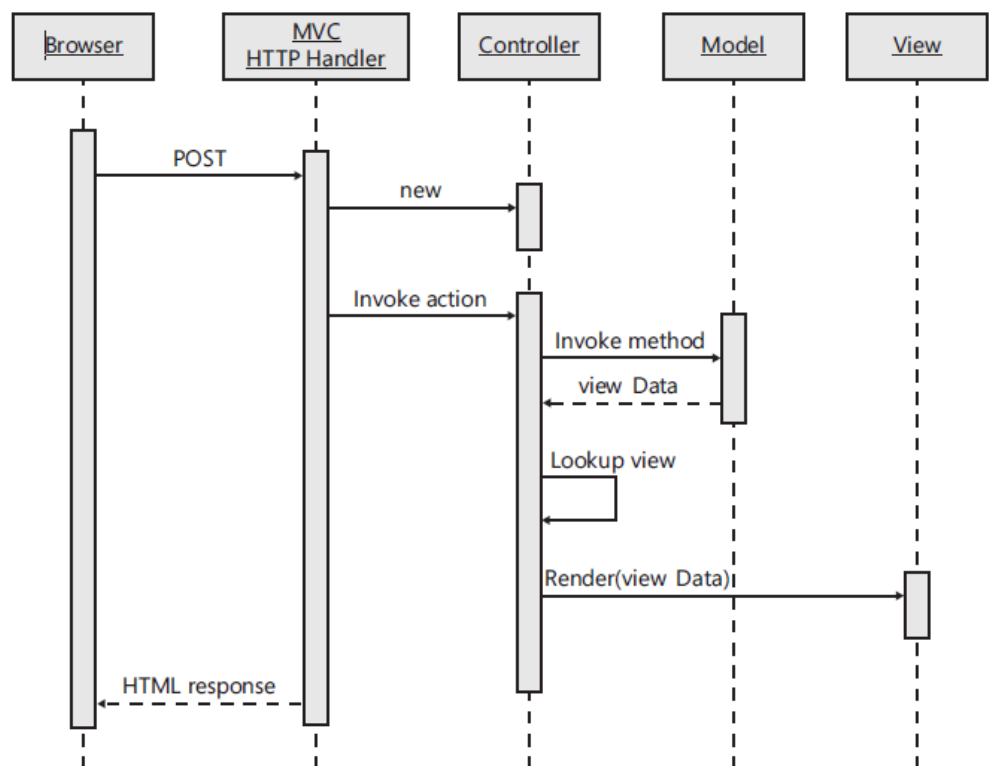 Browser
MVC
HTTP Handler
Controller
Model
View
POST
new
Invoke action
Invoke method
view Data
Lookup view
Render(view Data)
HTML response